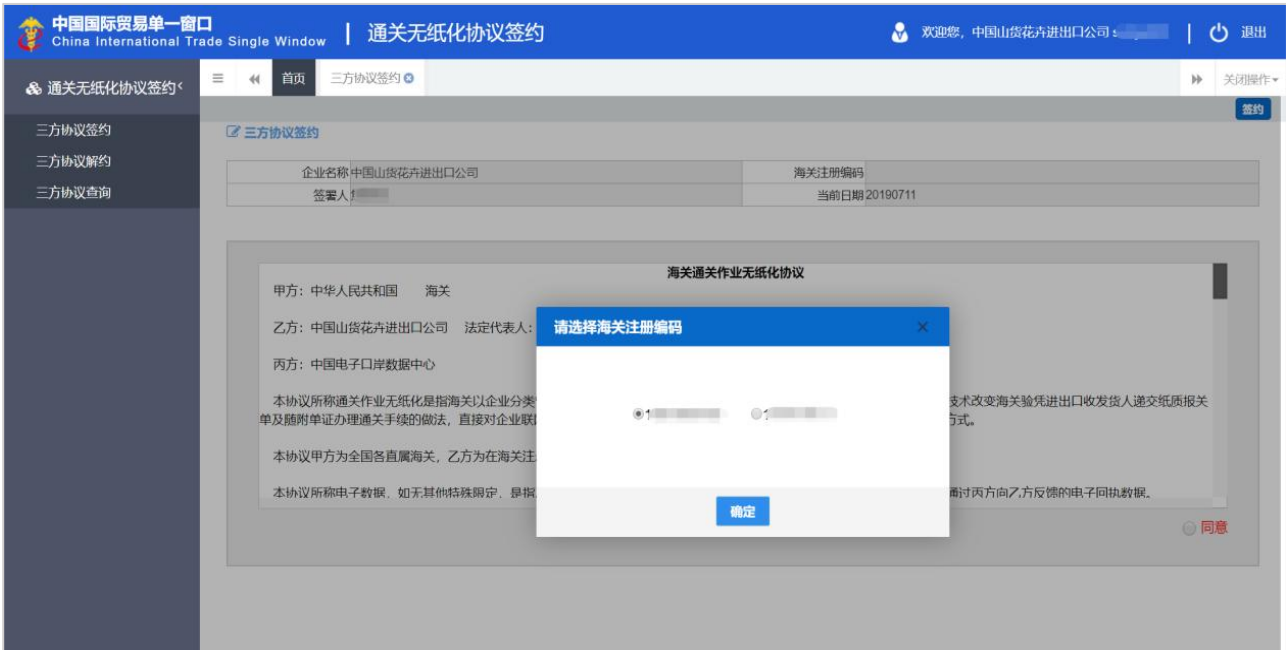 中国国际贸易单一窗口
China International Trade Single Window
通关无纸化协议签约
欢迎您，中国山货花卉进出口公司
退出
通关无纸化协议签约
首页
三方协议签约
关闭操作
签约
三方协议签约
三方协议解约
三方协议查询
三方协议签约
企业名称 中国山货花卉进出口公司
海关注册编码
签署人
当前日期 20190711
海关通关作业无纸化协议
甲方：中华人民共和国 海关
乙方：中国山货花卉进出口公司 法定代表人：
丙方：中国电子口岸数据中心
本协议所称通关作业无纸化是指海关以企业分类
技术改变海关验凭进出口收发货人递交纸质报关
单及随附单证办理通关手续的做法，直接对企业联
方式。
本协议甲方为全国各直属海关，乙方为在海关注
本协议所称电子数据，如无其他特殊限定，是指
通过丙方向乙方反馈的电子回执数据。
请选择海关注册编码
确定
同意